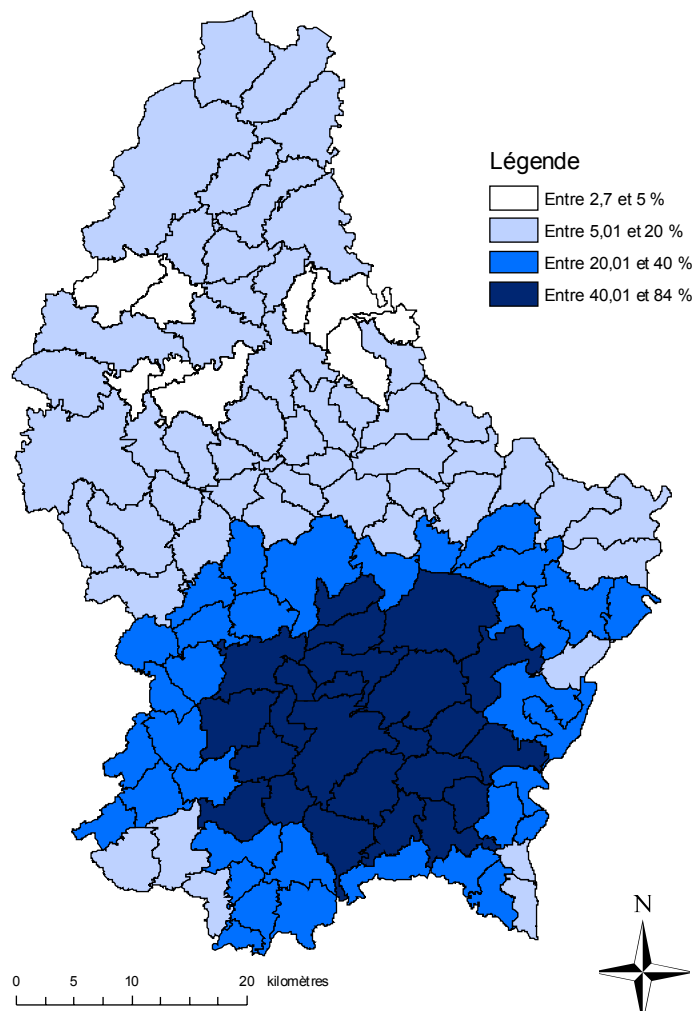 Légende
Entre 2,7 et 5 %
Entre 5,01 et 20 %
Entre 20,01 et 40 %
Entre 40,01 et 84 %
N
0 5 10 20 kilomètres